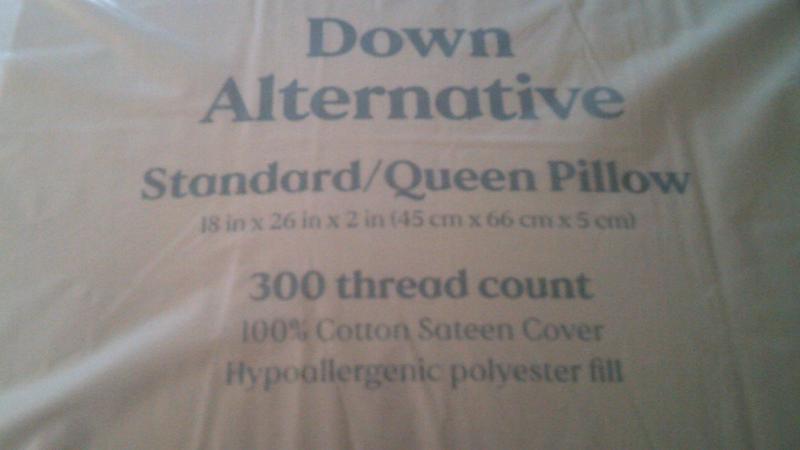 Down
Alternative
Standard/Queen Pillow
18 in x 26 in x 2 in (45 cm x 66 cm x 5 cm)
300 thread count
100% Cotton Sateen Cover
Hypoallergenic polyester fill